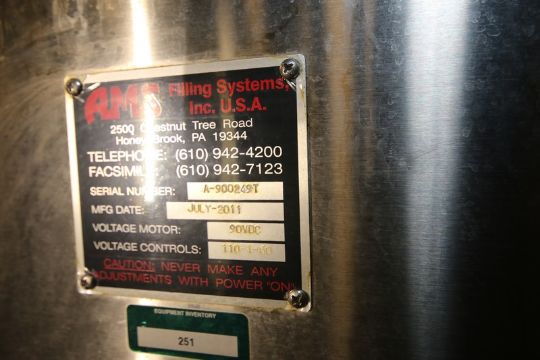 AMS Filling Systems,
Inc. U.S.A.
2500 Chestnut Tree Road
Honey Brook, PA 19344
TELEPHONE: (610) 942-4200
FACSIMILE: (610) 942-7123
SERIAL NUMBER: A-900249T
MFG DATE: JULY-2011
VOLTAGE MOTOR: 90VDC
VOLTAGE CONTROLS:
CAUTION: NEVER MAKE ANY
ADJUSTMENTS WITH POWER "ON"
EQUIPMENT INVENTORY
251